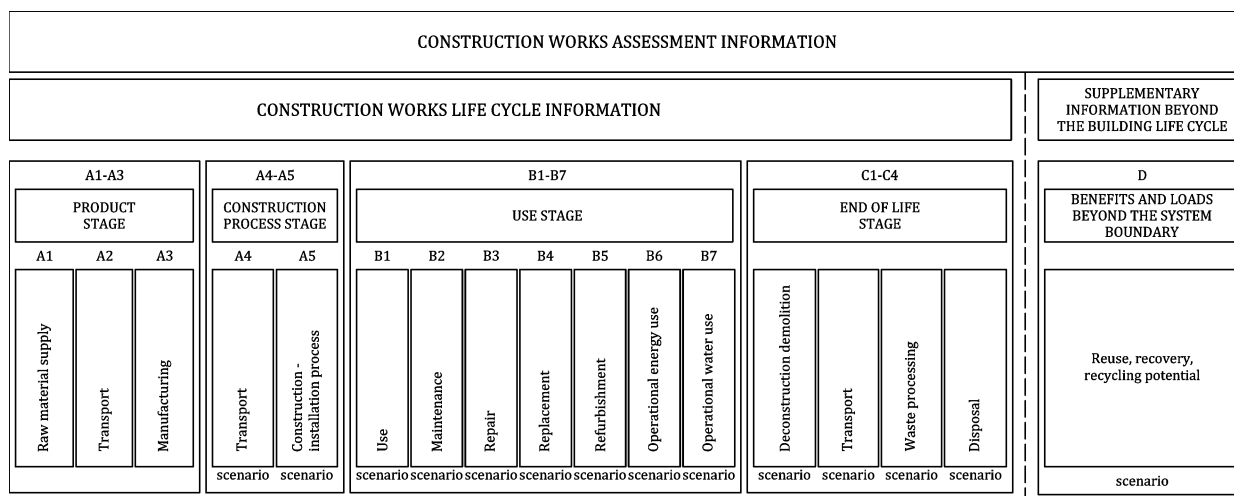 CONSTRUCTION WORKS ASSESSMENT INFORMATION
CONSTRUCTION WORKS LIFE CYCLE INFORMATION
SUPPLEMENTARY
INFORMATION BEYOND
THE BUILDING LIFE CYCLE
A1-A3
PRODUCT
STAGE
A1
A2
A3
Raw material supply
Transport
Manufacturing
A4-A5
CONSTRUCTION
PROCESS STAGE
A4
A5
Transport
Construction -
installation process
scenario
scenario
B1-B7
USE STAGE
B1
B2
B3
B4
B5
B6
B7
Use
Maintenance
Repair
Replacement
Refurbishment
Operational energy use
Operational water use
scenario
scenario
scenario
scenario
scenario
scenario
scenario
C1-C4
END OF LIFE
STAGE
Deconstruction demolition
Transport
Waste processing
Disposal
scenario
scenario
scenario
scenario
D
BENEFITS AND LOADS
BEYOND THE SYSTEM
BOUNDARY
Reuse, recovery,
recycling potential
scenario